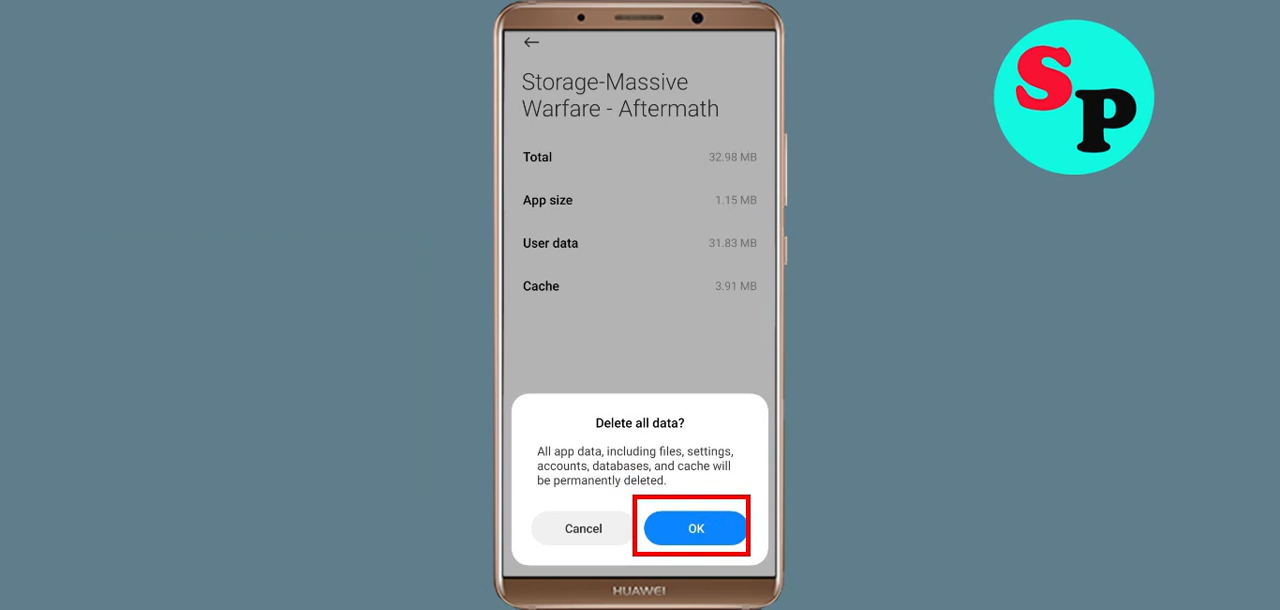 Storage-Massive
Warfare - Aftermath
Total 32.98 MB
App size 1.15 MB
User data 31.83 MB
Cache 3.91 MB
Delete all data?
All app data, including files, settings,
accounts, databases, and cache will
be permanently deleted.
Cancel OK
HUAWEI
SP